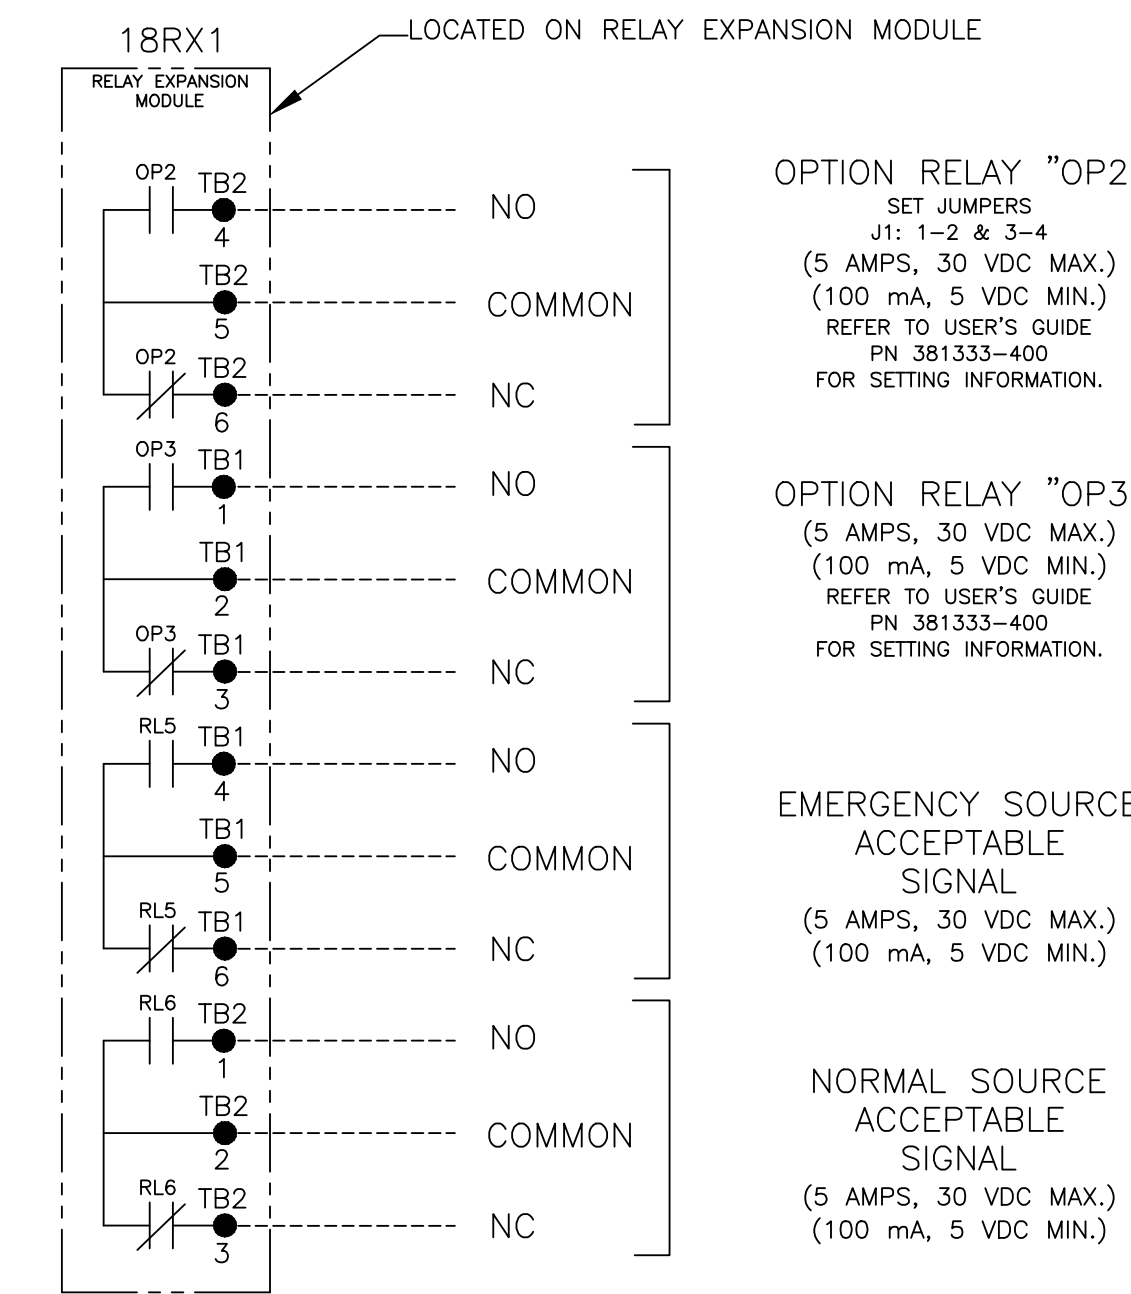 18RX1
LOCATED ON RELAY EXPANSION MODULE
RELAY EXPANSION
MODULE
OP2 TB2
4
NO
TB2
5
COMMON
OP2 TB2
6
NC
OPTION RELAY "OP2
SET JUMPERS
J1: 1-2 & 3-4
(5 AMPS, 30 VDC MAX.)
(100 mA, 5 VDC MIN.)
REFER TO USER'S GUIDE
PN 381333-400
FOR SETTING INFORMATION.
OP3 TB1
1
NO
TB1
2
COMMON
OP3 TB1
3
NC
OPTION RELAY "OP3
(5 AMPS, 30 VDC MAX.)
(100 mA, 5 VDC MIN.)
REFER TO USER'S GUIDE
PN 381333-400
FOR SETTING INFORMATION.
RL5 TB1
4
NO
TB1
5
COMMON
RL5 TB1
6
NC
EMERGENCY SOURCE
ACCEPTABLE
SIGNAL
(5 AMPS, 30 VDC MAX.)
(100 mA, 5 VDC MIN.)
RL6 TB2
1
NO
TB2
2
COMMON
RL6 TB2
3
NC
NORMAL SOURCE
ACCEPTABLE
SIGNAL
(5 AMPS, 30 VDC MAX.)
(100 mA, 5 VDC MIN.)